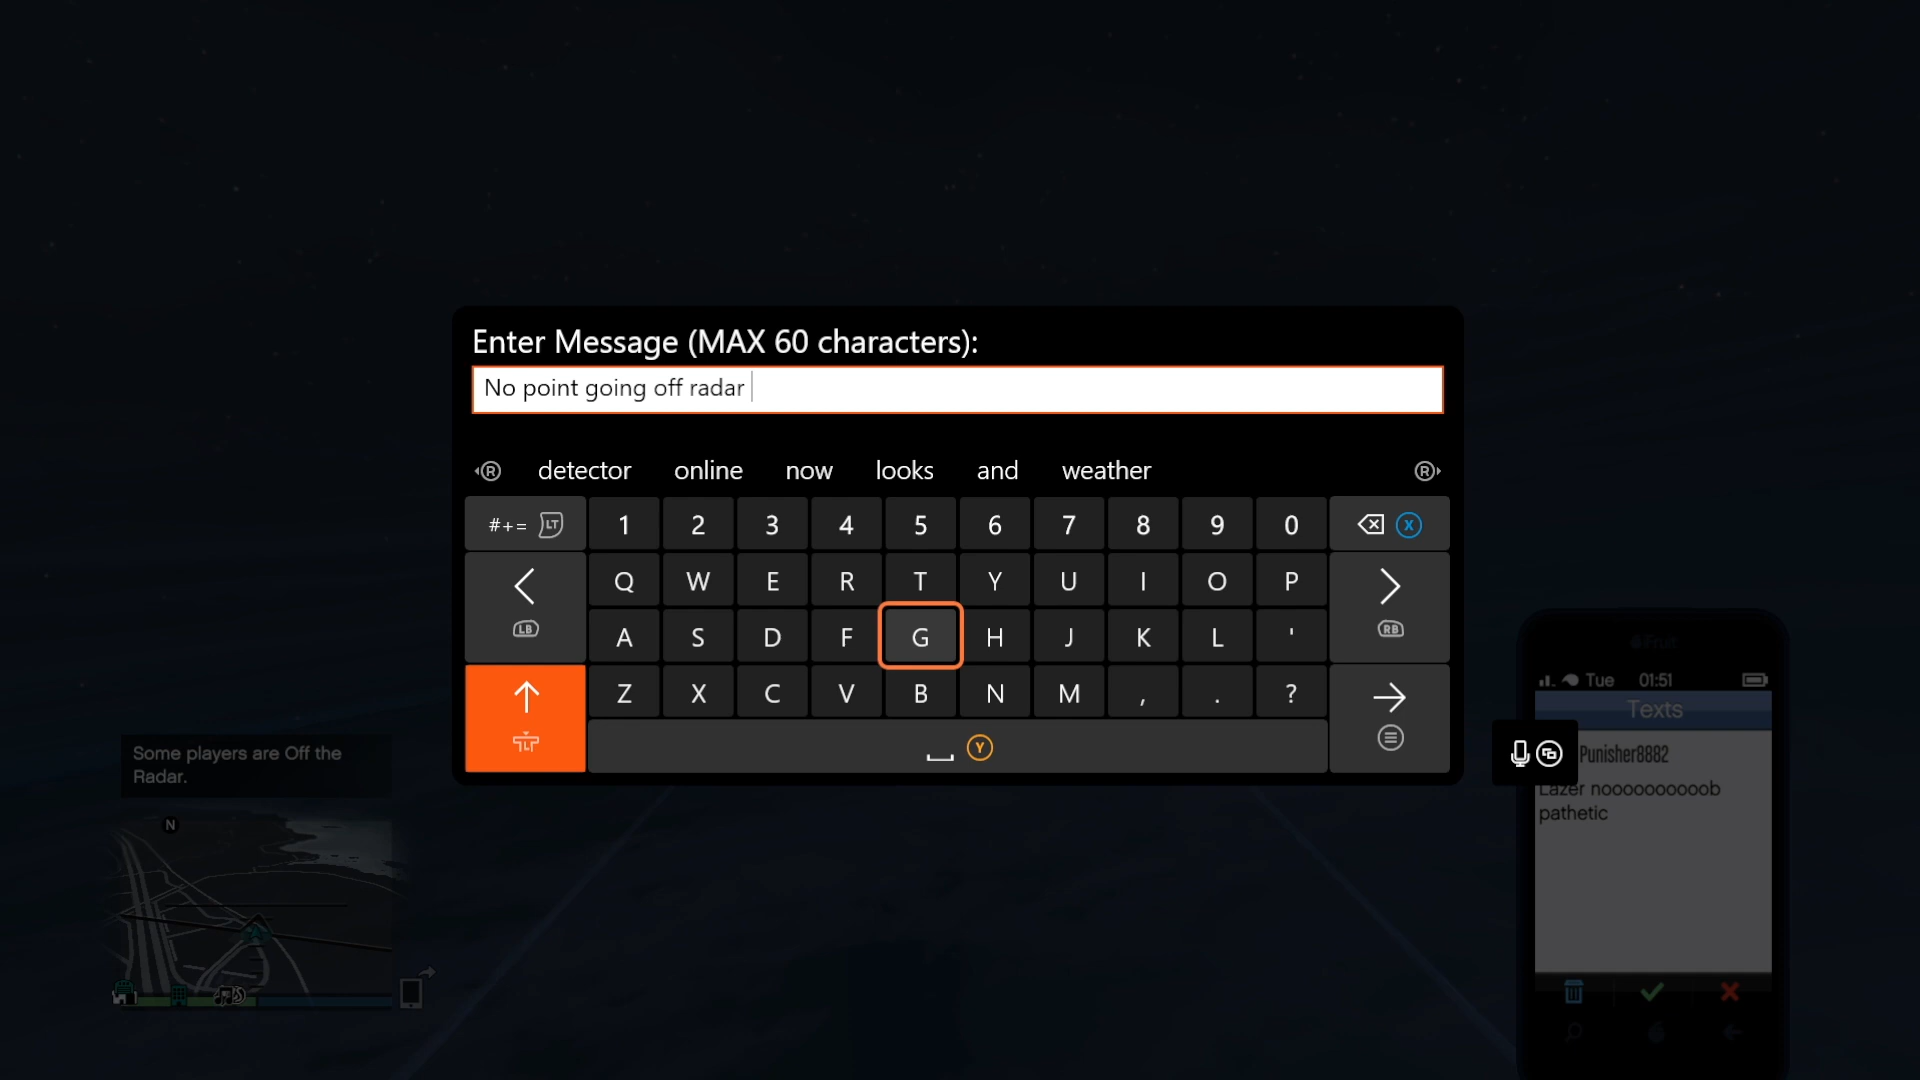 Enter Message (MAX 60 characters):
No point going off radar
R detector online now looks and weather R
#+= LT 1 2 3 4 5 6 7 8 9 0 X
Q W E R T Y U I O P
LB A S D F G H J K L ' RB
Z X C V B N M , . ?
LT Y
Some players are Off the
Radar.
N
Fruit
Tue 01:51
Texts
Punisher8882
Lazer noooooooooob
pathetic